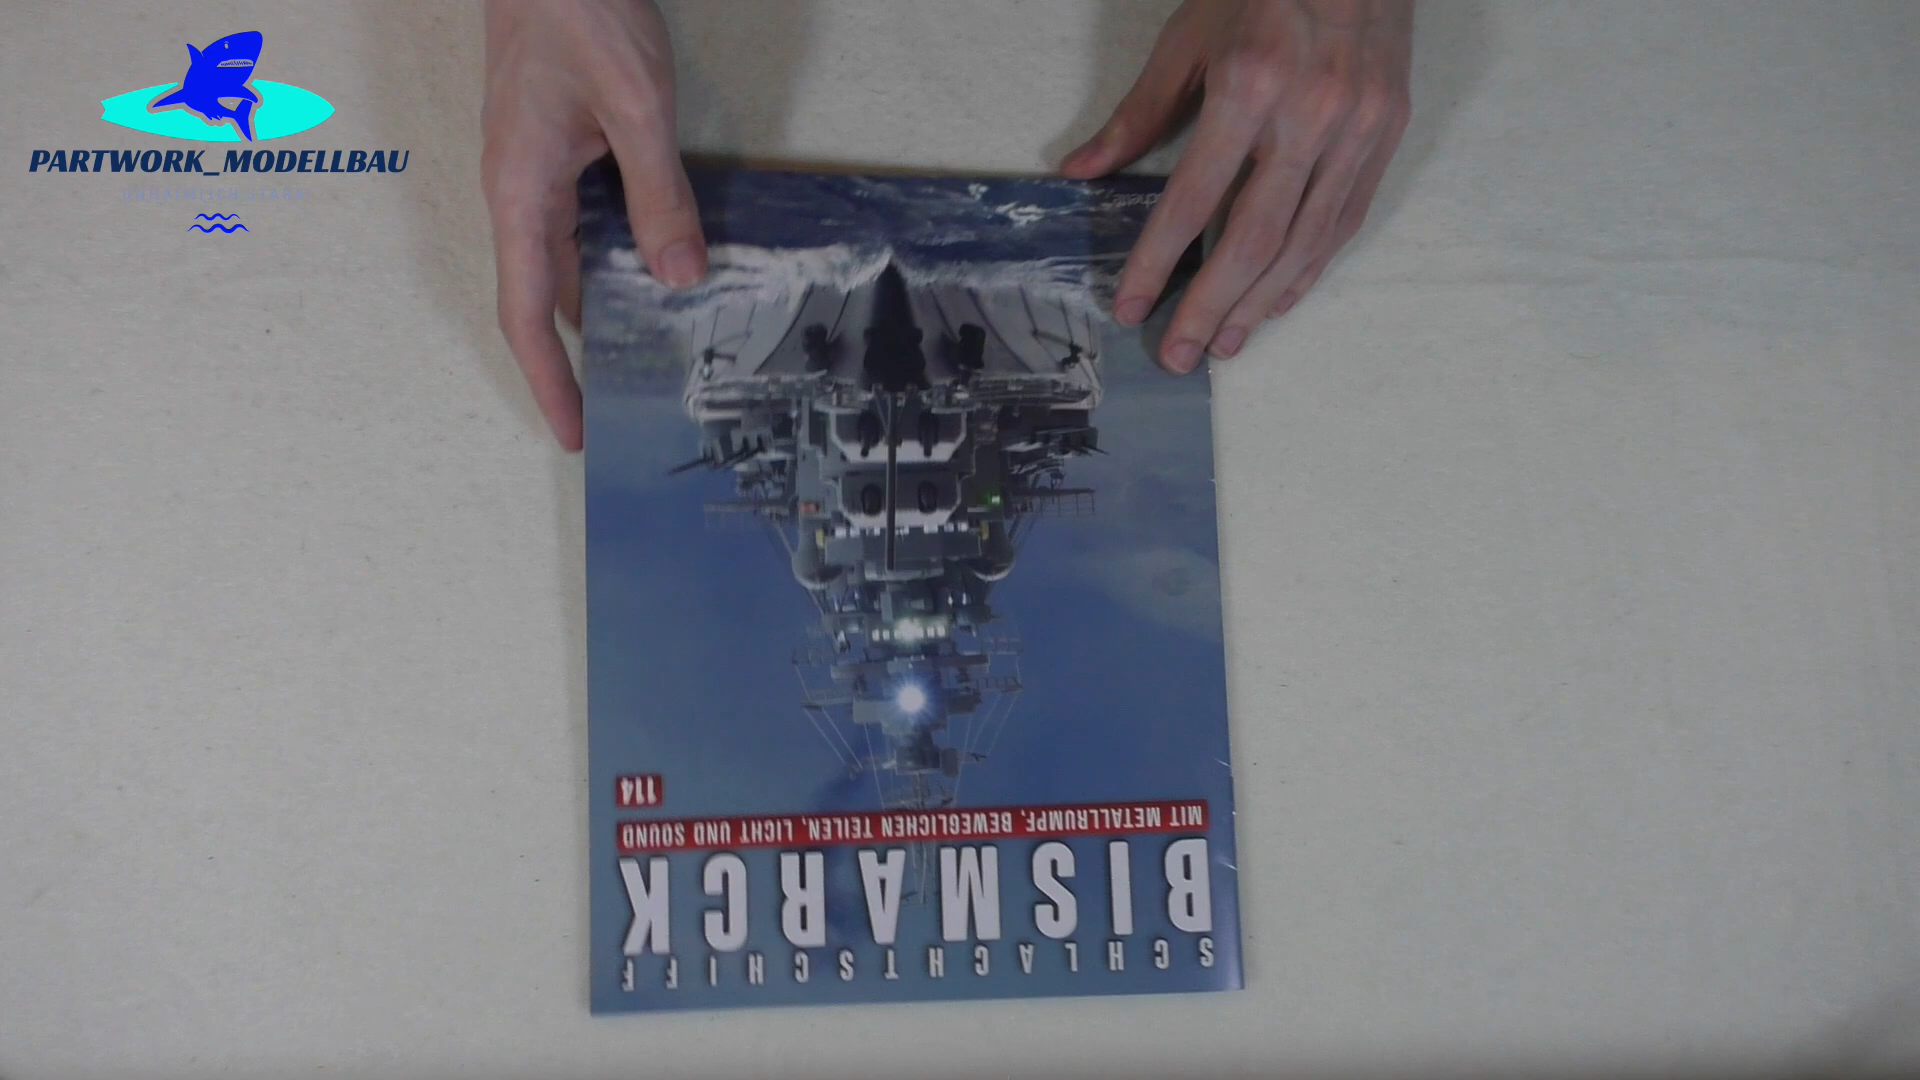 PARTWORK_MODELLBAU
SCHLACHTSCHIFF
BISMARCK
MIT METALLRUMPF, BEWEGLICHEN TEILEN, LICHT UND SOUND
114